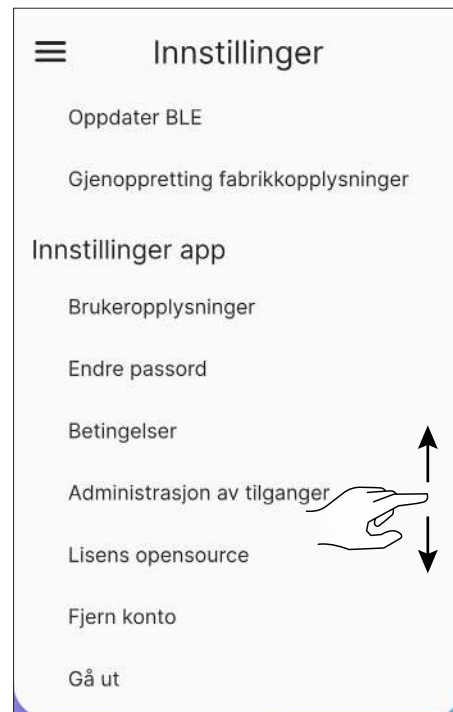 Innstillinger
Oppdater BLE
Gjenoppretting fabrikkopplysninger
Innstillinger app
Brukeropplysninger
Endre passord
Betingelser
Administrasjon av tilganger
Lisens opensource
Fjern konto
Gå ut